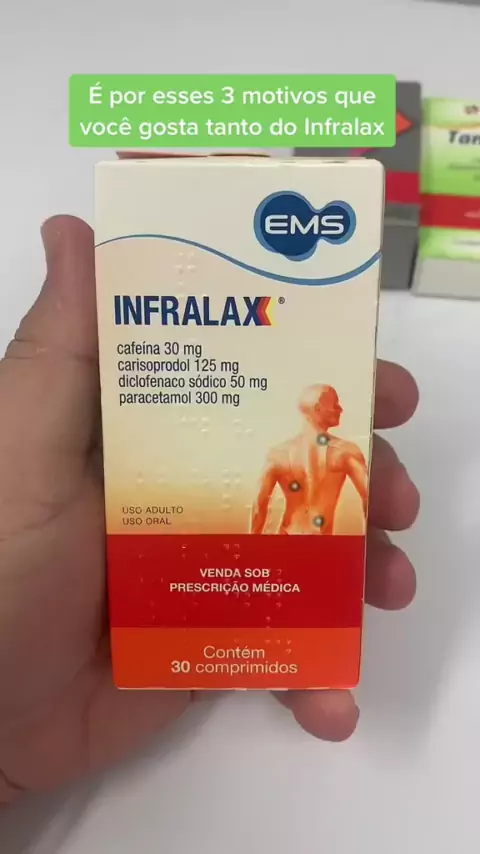 É por esses 3 motivos que
você gosta tanto do Infralax
Tan
EMS
INFRALAX®
cafeína 30 mg
carisoprodol 125 mg
diclofenaco sódico 50 mg
paracetamol 300 mg
USO ADULTO
USO ORAL
VENDA SOB
PRESCRIÇÃO MÉDICA
Contém
30 comprimidos